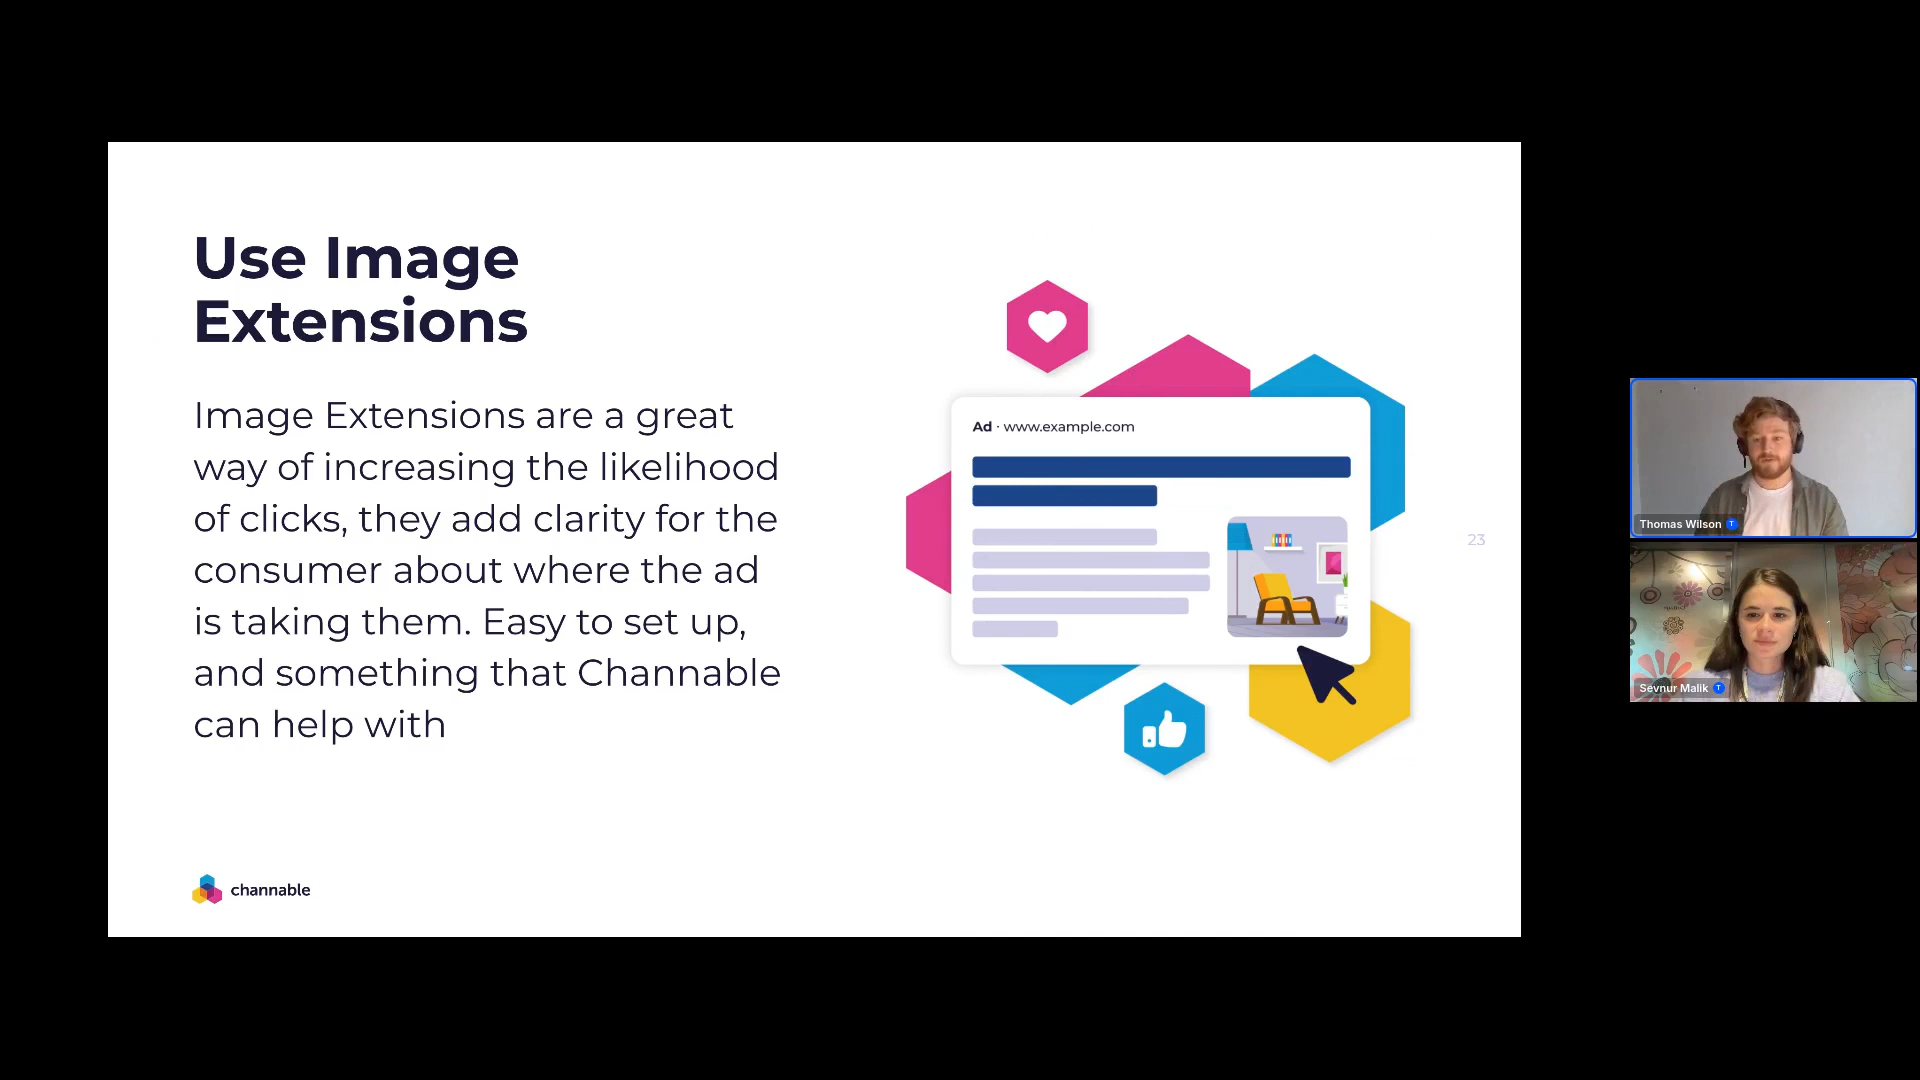 Use Image
Extensions
Image Extensions are a great
way of increasing the likelihood
of clicks, they add clarity for the
consumer about where the ad
is taking them. Easy to set up,
and something that Channable
can help with
Ad · www.example.com
23
channable
Thomas Wilson T
Sevnur Malik T